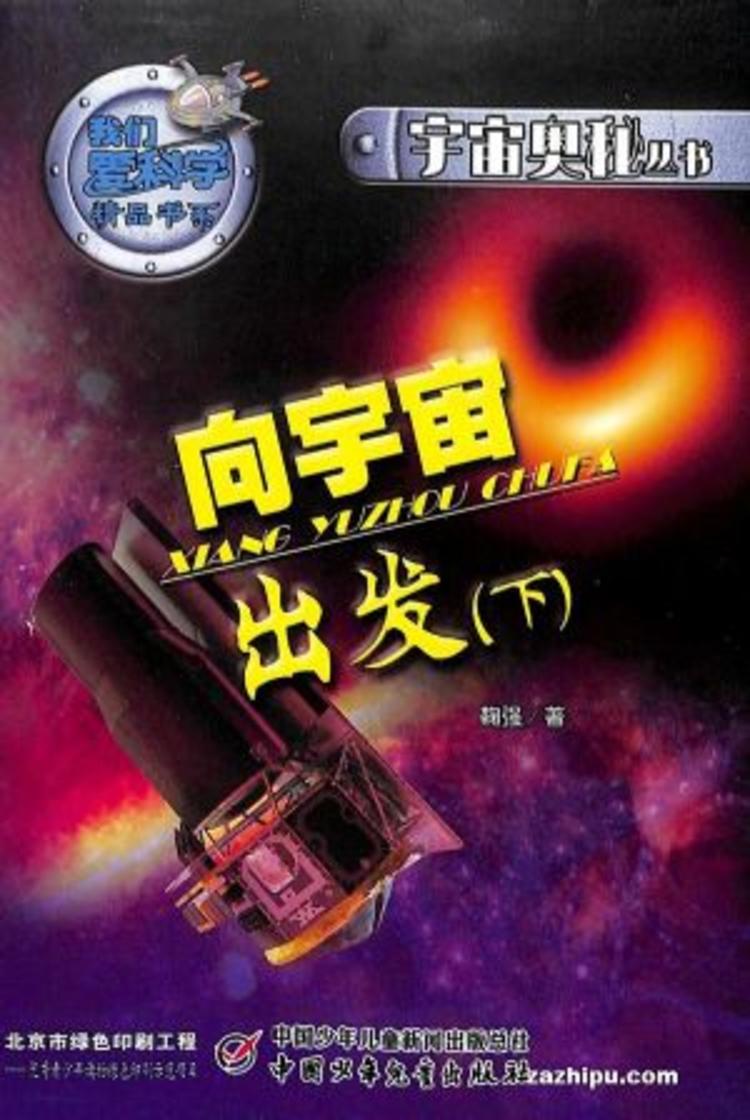 我们
爱科学
精品书系
宇宙奥秘丛书
向宇宙
XIANG YUZHOU CHUFA
出发(下)
鞠强/著
北京市绿色印刷工程
中国少年儿童新闻出版总社
中国少年儿童出版社
zazhipu.com